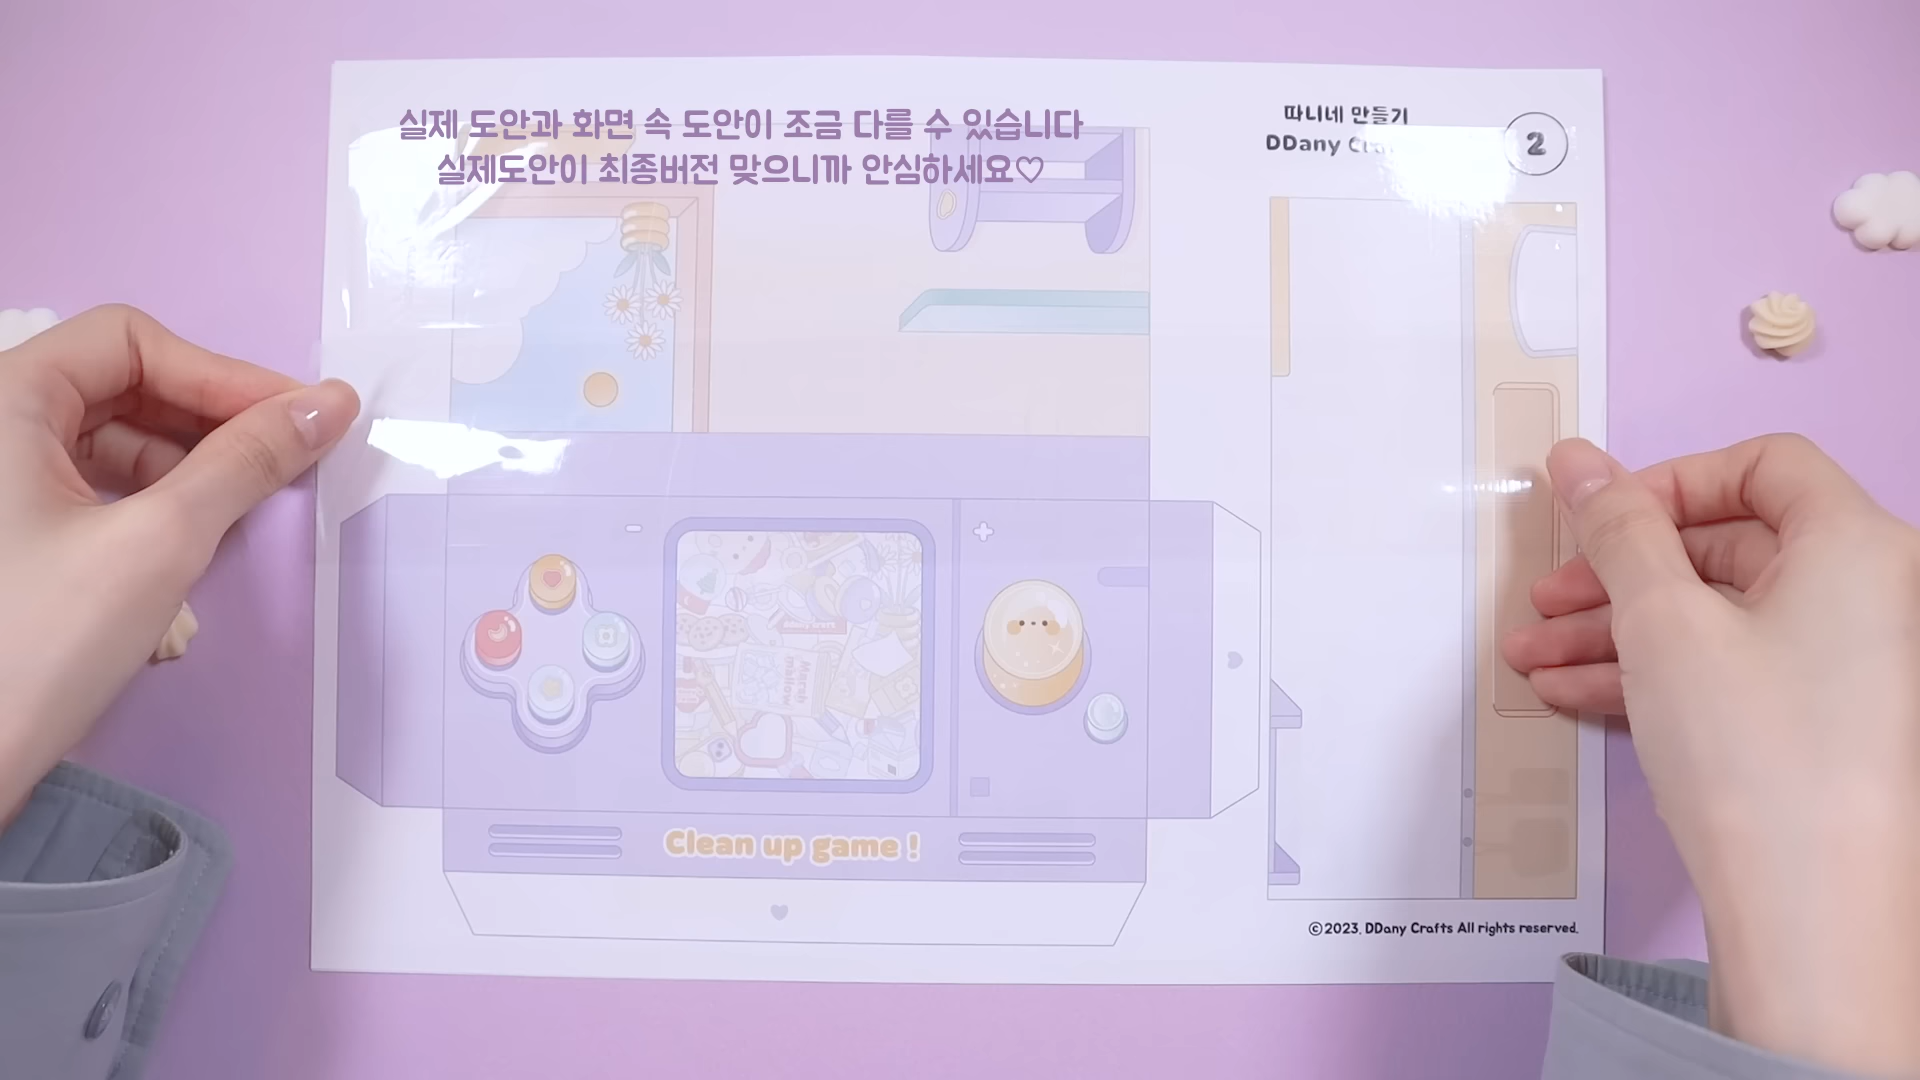 실제 도안과 화면 속 도안이 조금 다를 수 있습니다
실제도안이 최종버전 맞으니까 안심하세요♡
따니네 만들기
DDany
2
Marsh
mallow
Clean up game !
©2023. DDany Crafts All rights reserved.